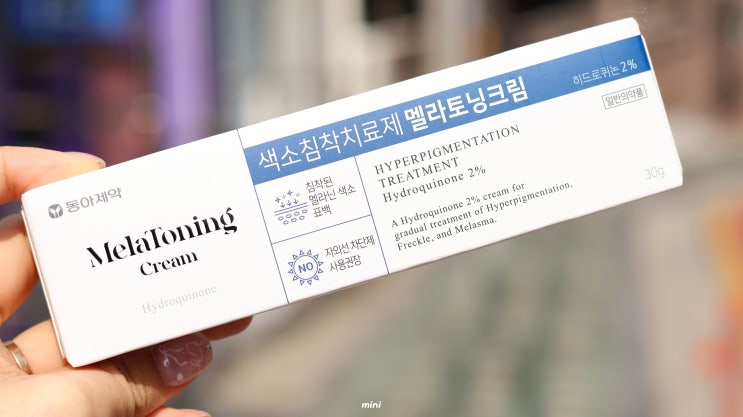 색소침착치료제 멜라토닝크림
히드로퀴논 2%
일반의약품
동아제약
MelaToning
Cream
Hydroquinone
침착된
멜라닌 색소
표백
NO
자외선 차단제
사용권장
HYPERPIGMENTATION
TREATMENT
Hydroquinone 2%
A Hydroquinone 2% cream for
gradual treatment of Hyperpigmentation,
Freckle, and Melasma.
30g
mini